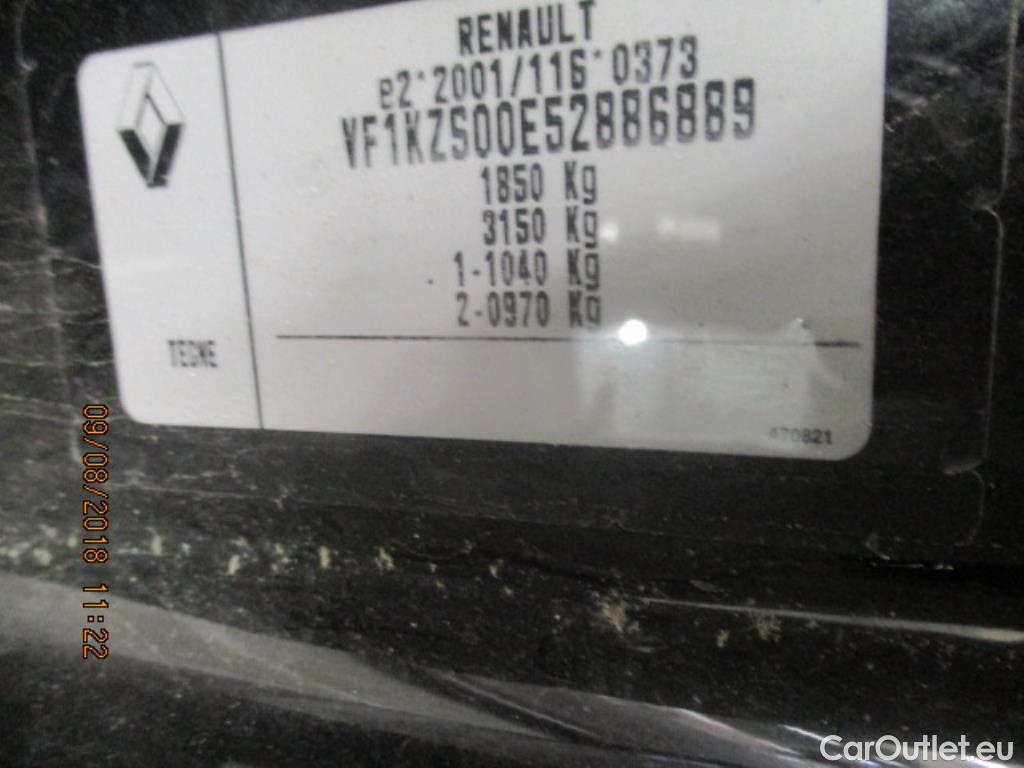 RENAULT
e2*2001/116*0373
VF1KZS00E52886889
1850 Kg
3150 Kg
1-1040 Kg
2-0970 Kg
TECNE
470821
09/08/2018 11:22
CarOutlet.eu